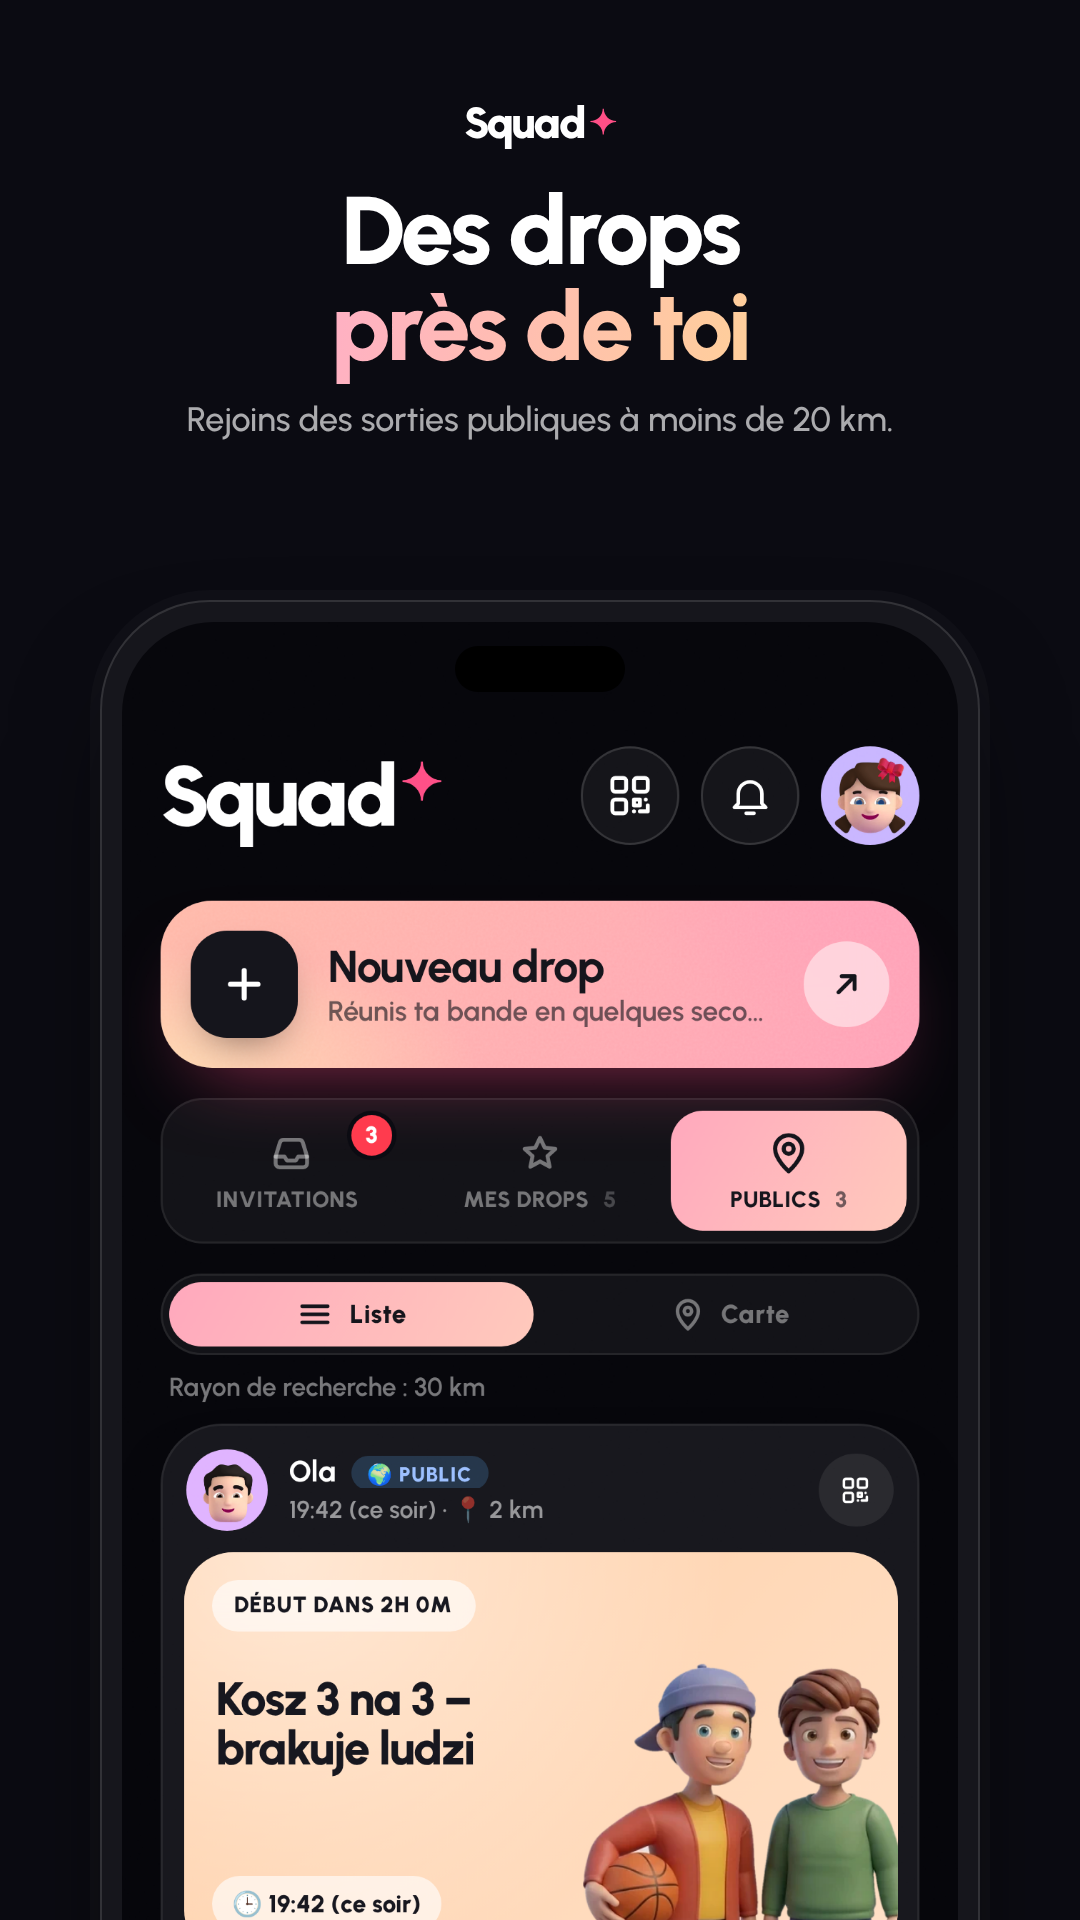 Squad
Des drops
près de toi
Rejoins des sorties publiques à moins de 20 km.
Squad
Nouveau drop
Réunis ta bande en quelques seco...
3
INVITATIONS
MES DROPS 5
PUBLICS 3
Liste
Carte
Rayon de recherche : 30 km
Ola 🌍 PUBLIC
19:42 (ce soir) · 📍 2 km
DÉBUT DANS 2H 0M
Kosz 3 na 3 –
brakuje ludzi
🕒 19:42 (ce soir)